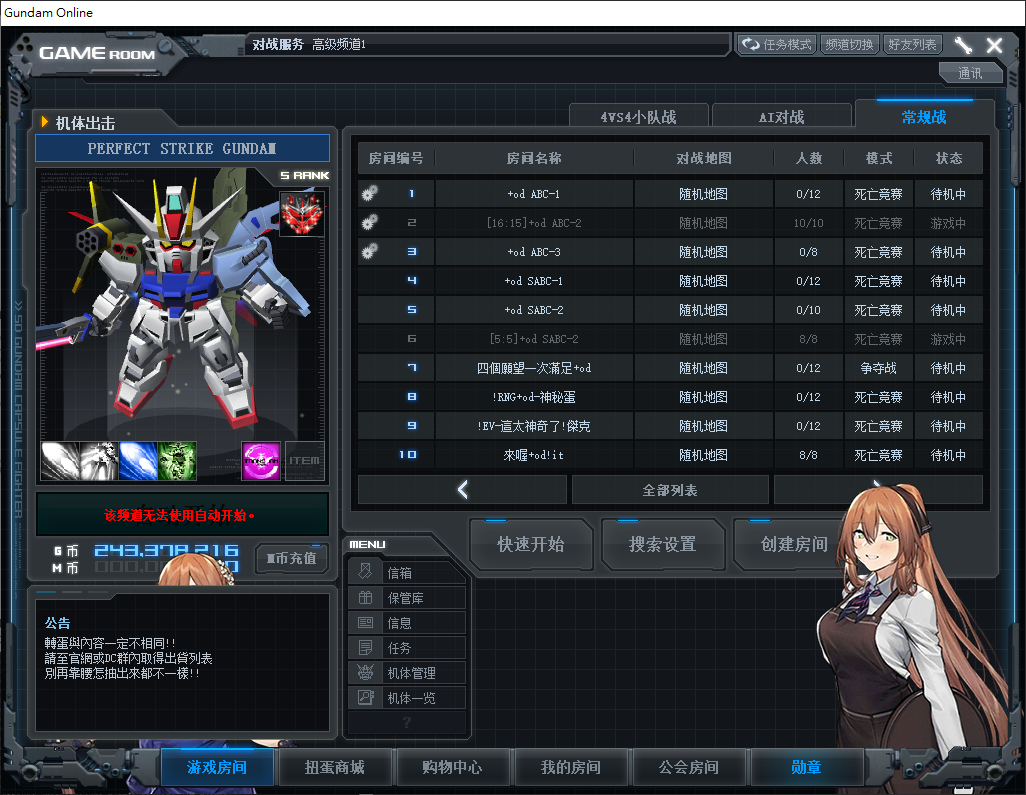 Gundam Online
GAME ROOM
对战服务 高级频道1
任务模式 频道切换 好友列表
通讯
机体出击
PERFECT STRIKE GUNDAM
S RANK
ITEM
该频道无法使用自动开始。
G 币 243,378,216
M 币
M币充值
公告
轉蛋與內容一定不相同!!
請至官網或DC群內取得出貨列表
別再靠腰怎抽出來都不一樣!!
4VS4小队战 AI对战 常规战
房间编号 房间名称 对战地图 人数 模式 状态
1 +od ABC-1 随机地图 0/12 死亡竞赛 待机中
2 [16:15]+od ABC-2 随机地图 10/10 死亡竞赛 游戏中
3 +od ABC-3 随机地图 0/8 死亡竞赛 待机中
4 +od SABC-1 随机地图 0/12 死亡竞赛 待机中
5 +od SABC-2 随机地图 0/10 死亡竞赛 待机中
6 [5:5]+od SABC-2 随机地图 8/8 死亡竞赛 游戏中
7 四個願望一次滿足+od 随机地图 0/12 争夺战 待机中
8 !RNG+od-神秘蛋 随机地图 0/12 死亡竞赛 待机中
9 !EV-這太神奇了!傑克 随机地图 0/12 死亡竞赛 待机中
10 來喔+od!it 随机地图 8/8 死亡竞赛 待机中
全部列表
快速开始 搜索设置 创建房间
MENU
信箱
保管库
信息
任务
机体管理
机体一览
?
SD GUNDAM CAPSULE FIGHTER
游戏房间 扭蛋商城 购物中心 我的房间 公会房间 勋章